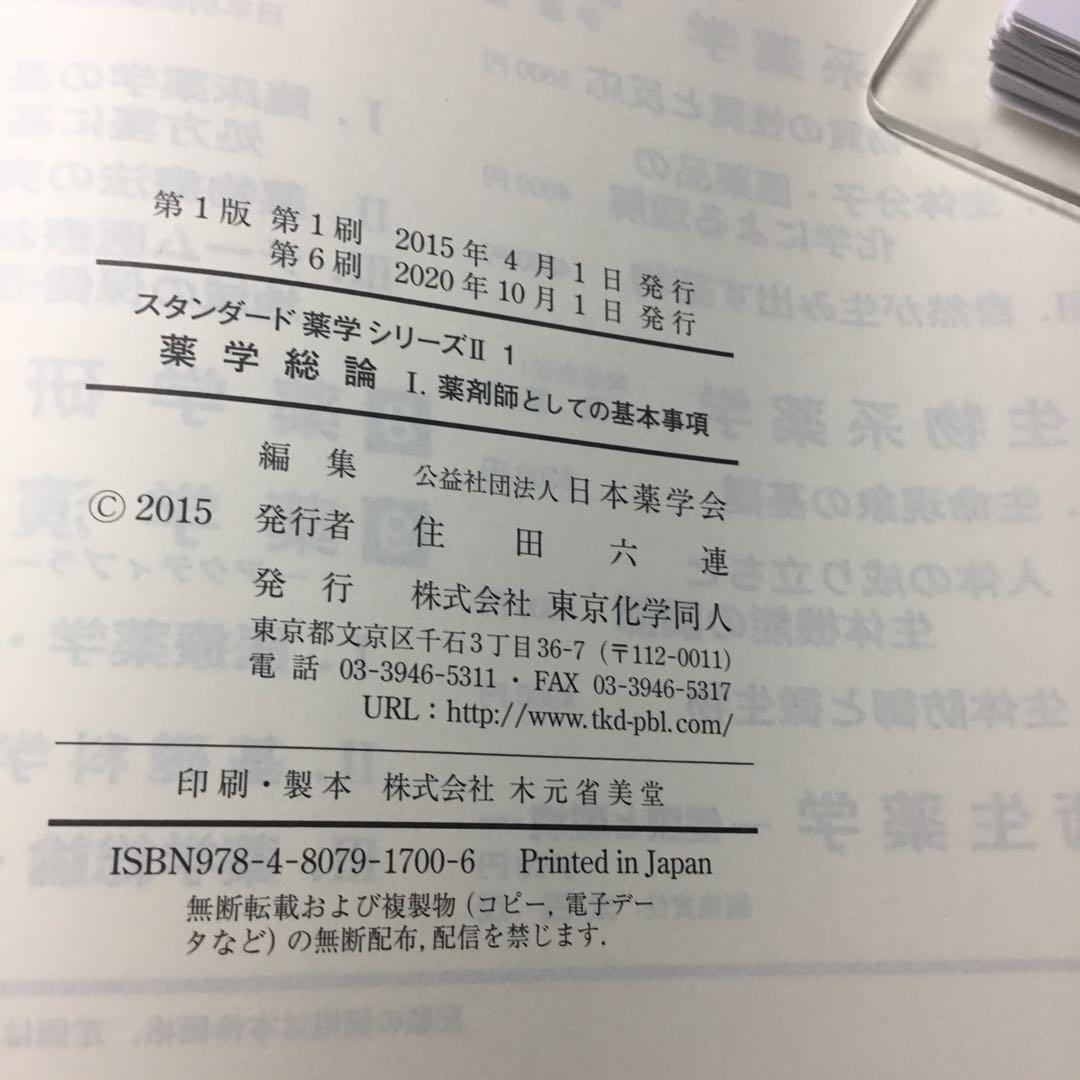 第1版 第1刷 2015年4月1日発行
第6刷 2020年10月1日発行
スタンダード薬学シリーズⅡ 1
薬学総論 Ⅰ. 薬剤師としての基本事項
編集 公益社団法人日本薬学会
© 2015 発行者 住田六連
発行 株式会社 東京化学同人
東京都文京区千石3丁目36-7 (〒112-0011)
電話 03-3946-5311・FAX 03-3946-5317
URL : http://www.tkd-pbl.com/
印刷・製本 株式会社 木元省美堂
ISBN978-4-8079-1700-6 Printed in Japan
無断転載および複製物 (コピー, 電子デー
タなど) の無断配布, 配信を禁じます.